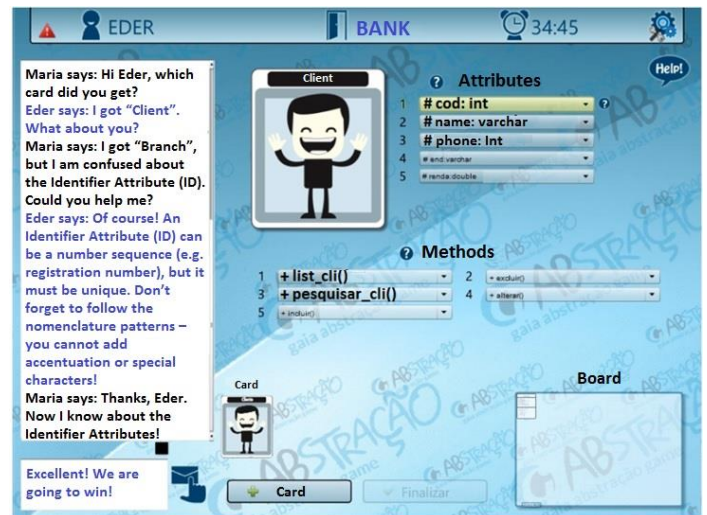 EDER
BANK
34:45
Help!
Maria says: Hi Eder, which
card did you get?
Eder says: I got “Client”.
What about you?
Maria says: I got “Branch”,
but I am confused about
the Identifier Attribute (ID).
Could you help me?
Eder says: Of course! An
Identifier Attribute (ID) can
be a number sequence (e.g.
registration number), but it
must be unique. Don’t
forget to follow the
nomenclature patterns –
you cannot add
accentuation or special
characters!
Maria says: Thanks, Eder.
Now I know about the
Identifier Attributes!
Excellent! We are
going to win!
Client
? Attributes
1 # cod: int ?
2 # name: varchar
3 # phone: Int
4 # end:varchar
5 # renda:double
? Methods
1 + list_cli()
2 + excluir()
3 + pesquisar_cli()
4 + alterar()
5 + incluir()
Card
Board
Card
Finalizar